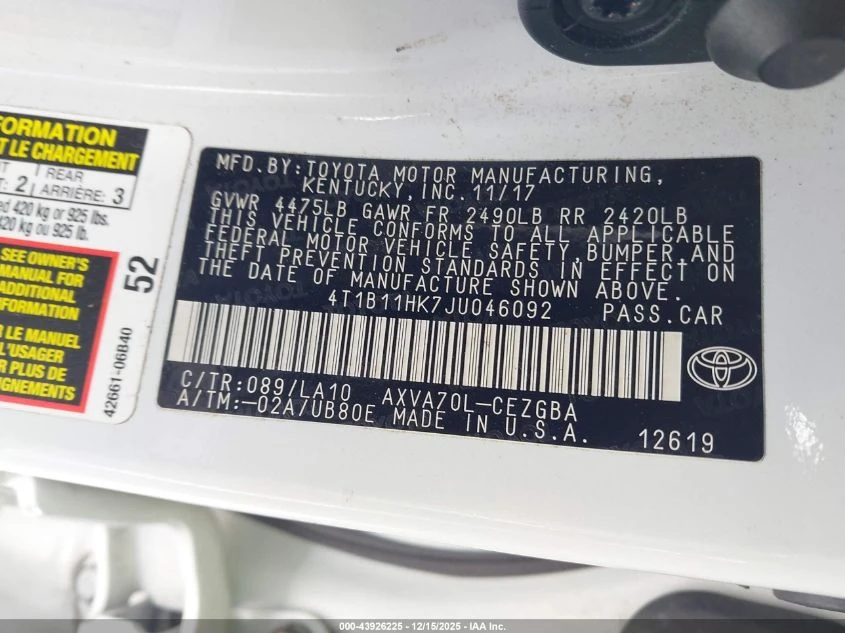 FORMATION
T LE CHARGEMENT
T REAR
: 2 ARRIÈRE: 3
ed 420 kg or 925 lbs.
420 kg ou 925 lb.
SEE OWNER'S
MANUAL FOR
ADDITIONAL
INFORMATION
R LE MANUEL
L'USAGER
R PLUS DE
IGNEMENTS
52
42661-06B40
MFD.BY:TOYOTA MOTOR MANUFACTURING,
KENTUCKY,INC.11/17
GVWR 4475LB GAWR FR 2490LB RR 2420LB
THIS VEHICLE CONFORMS TO ALL APPLICABLE
FEDERAL MOTOR VEHICLE SAFETY,BUMPER,AND
THEFT PREVENTION STANDARDS IN EFFECT ON
THE DATE OF MANUFACTURE SHOWN ABOVE.
4T1B11HK7JU046092 PASS.CAR
C/TR:089/LA10 AXVA70L-CEZGBA
A/TM:-02A/UB80E MADE IN U.S.A.
12619
000-43926225 - 12/15/2025 - IAA Inc.